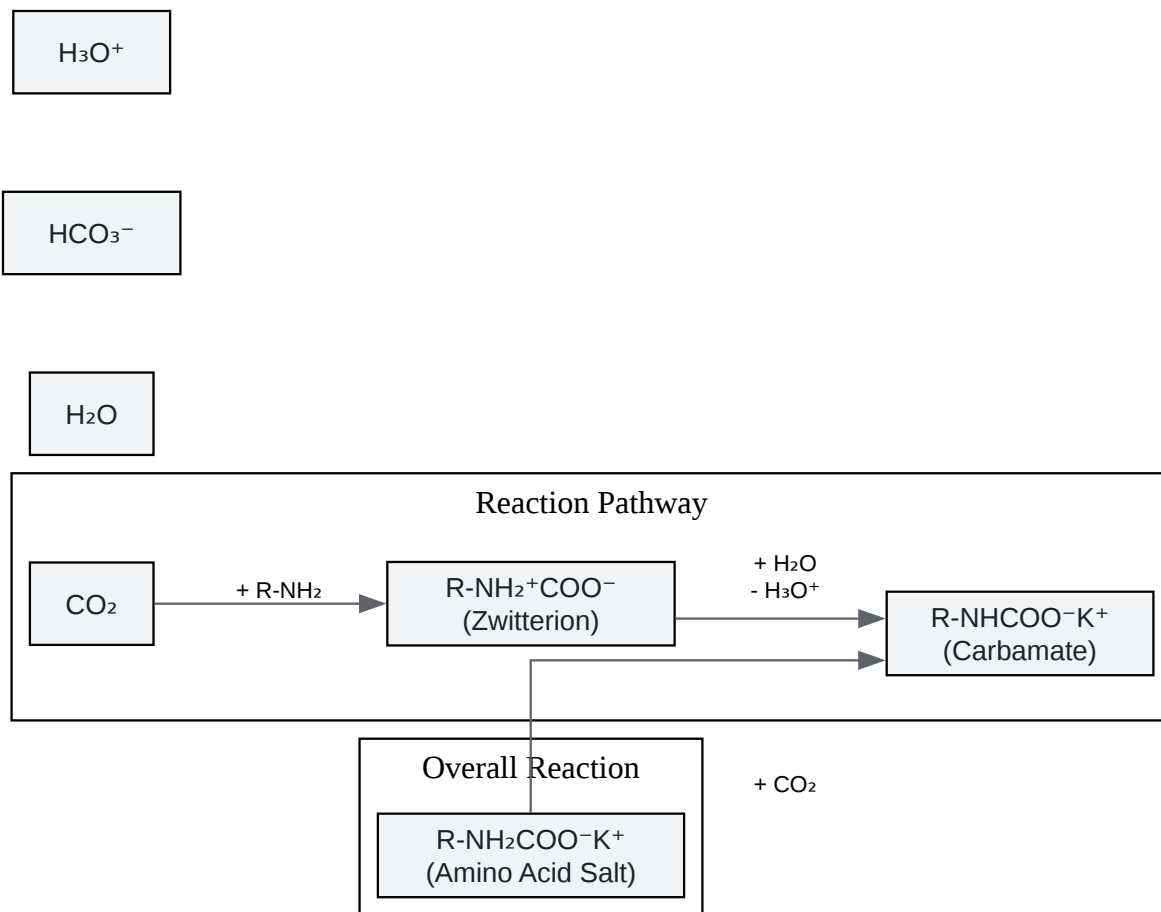 H₃O⁺
HCO₃⁻
H₂O
Reaction Pathway
CO₂
+ R-NH₂
R-NH₂⁺COO⁻
(Zwitterion)
+ H₂O
- H₃O⁺
R-NHCOO⁻K⁺
(Carbamate)
Overall Reaction
+ CO₂
R-NH₂COO⁻K⁺
(Amino Acid Salt)